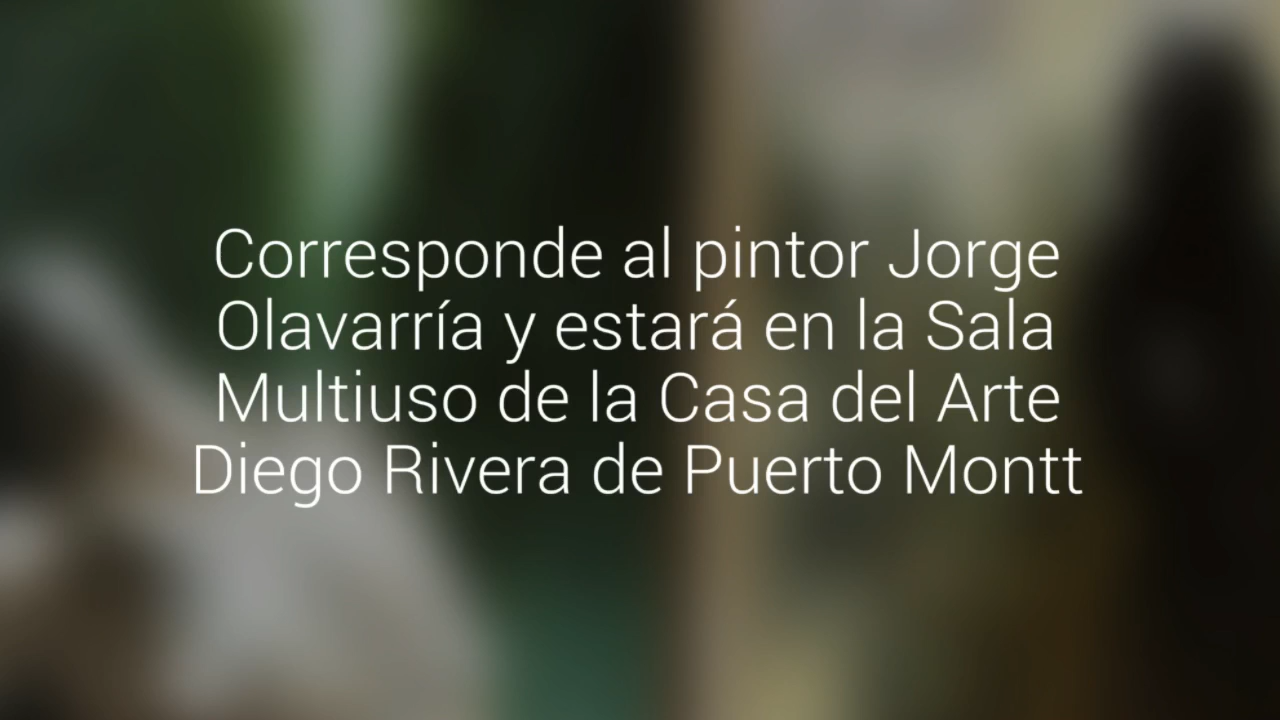 Corresponde al pintor Jorge
Olavarría y estará en la Sala
Multiuso de la Casa del Arte
Diego Rivera de Puerto Montt